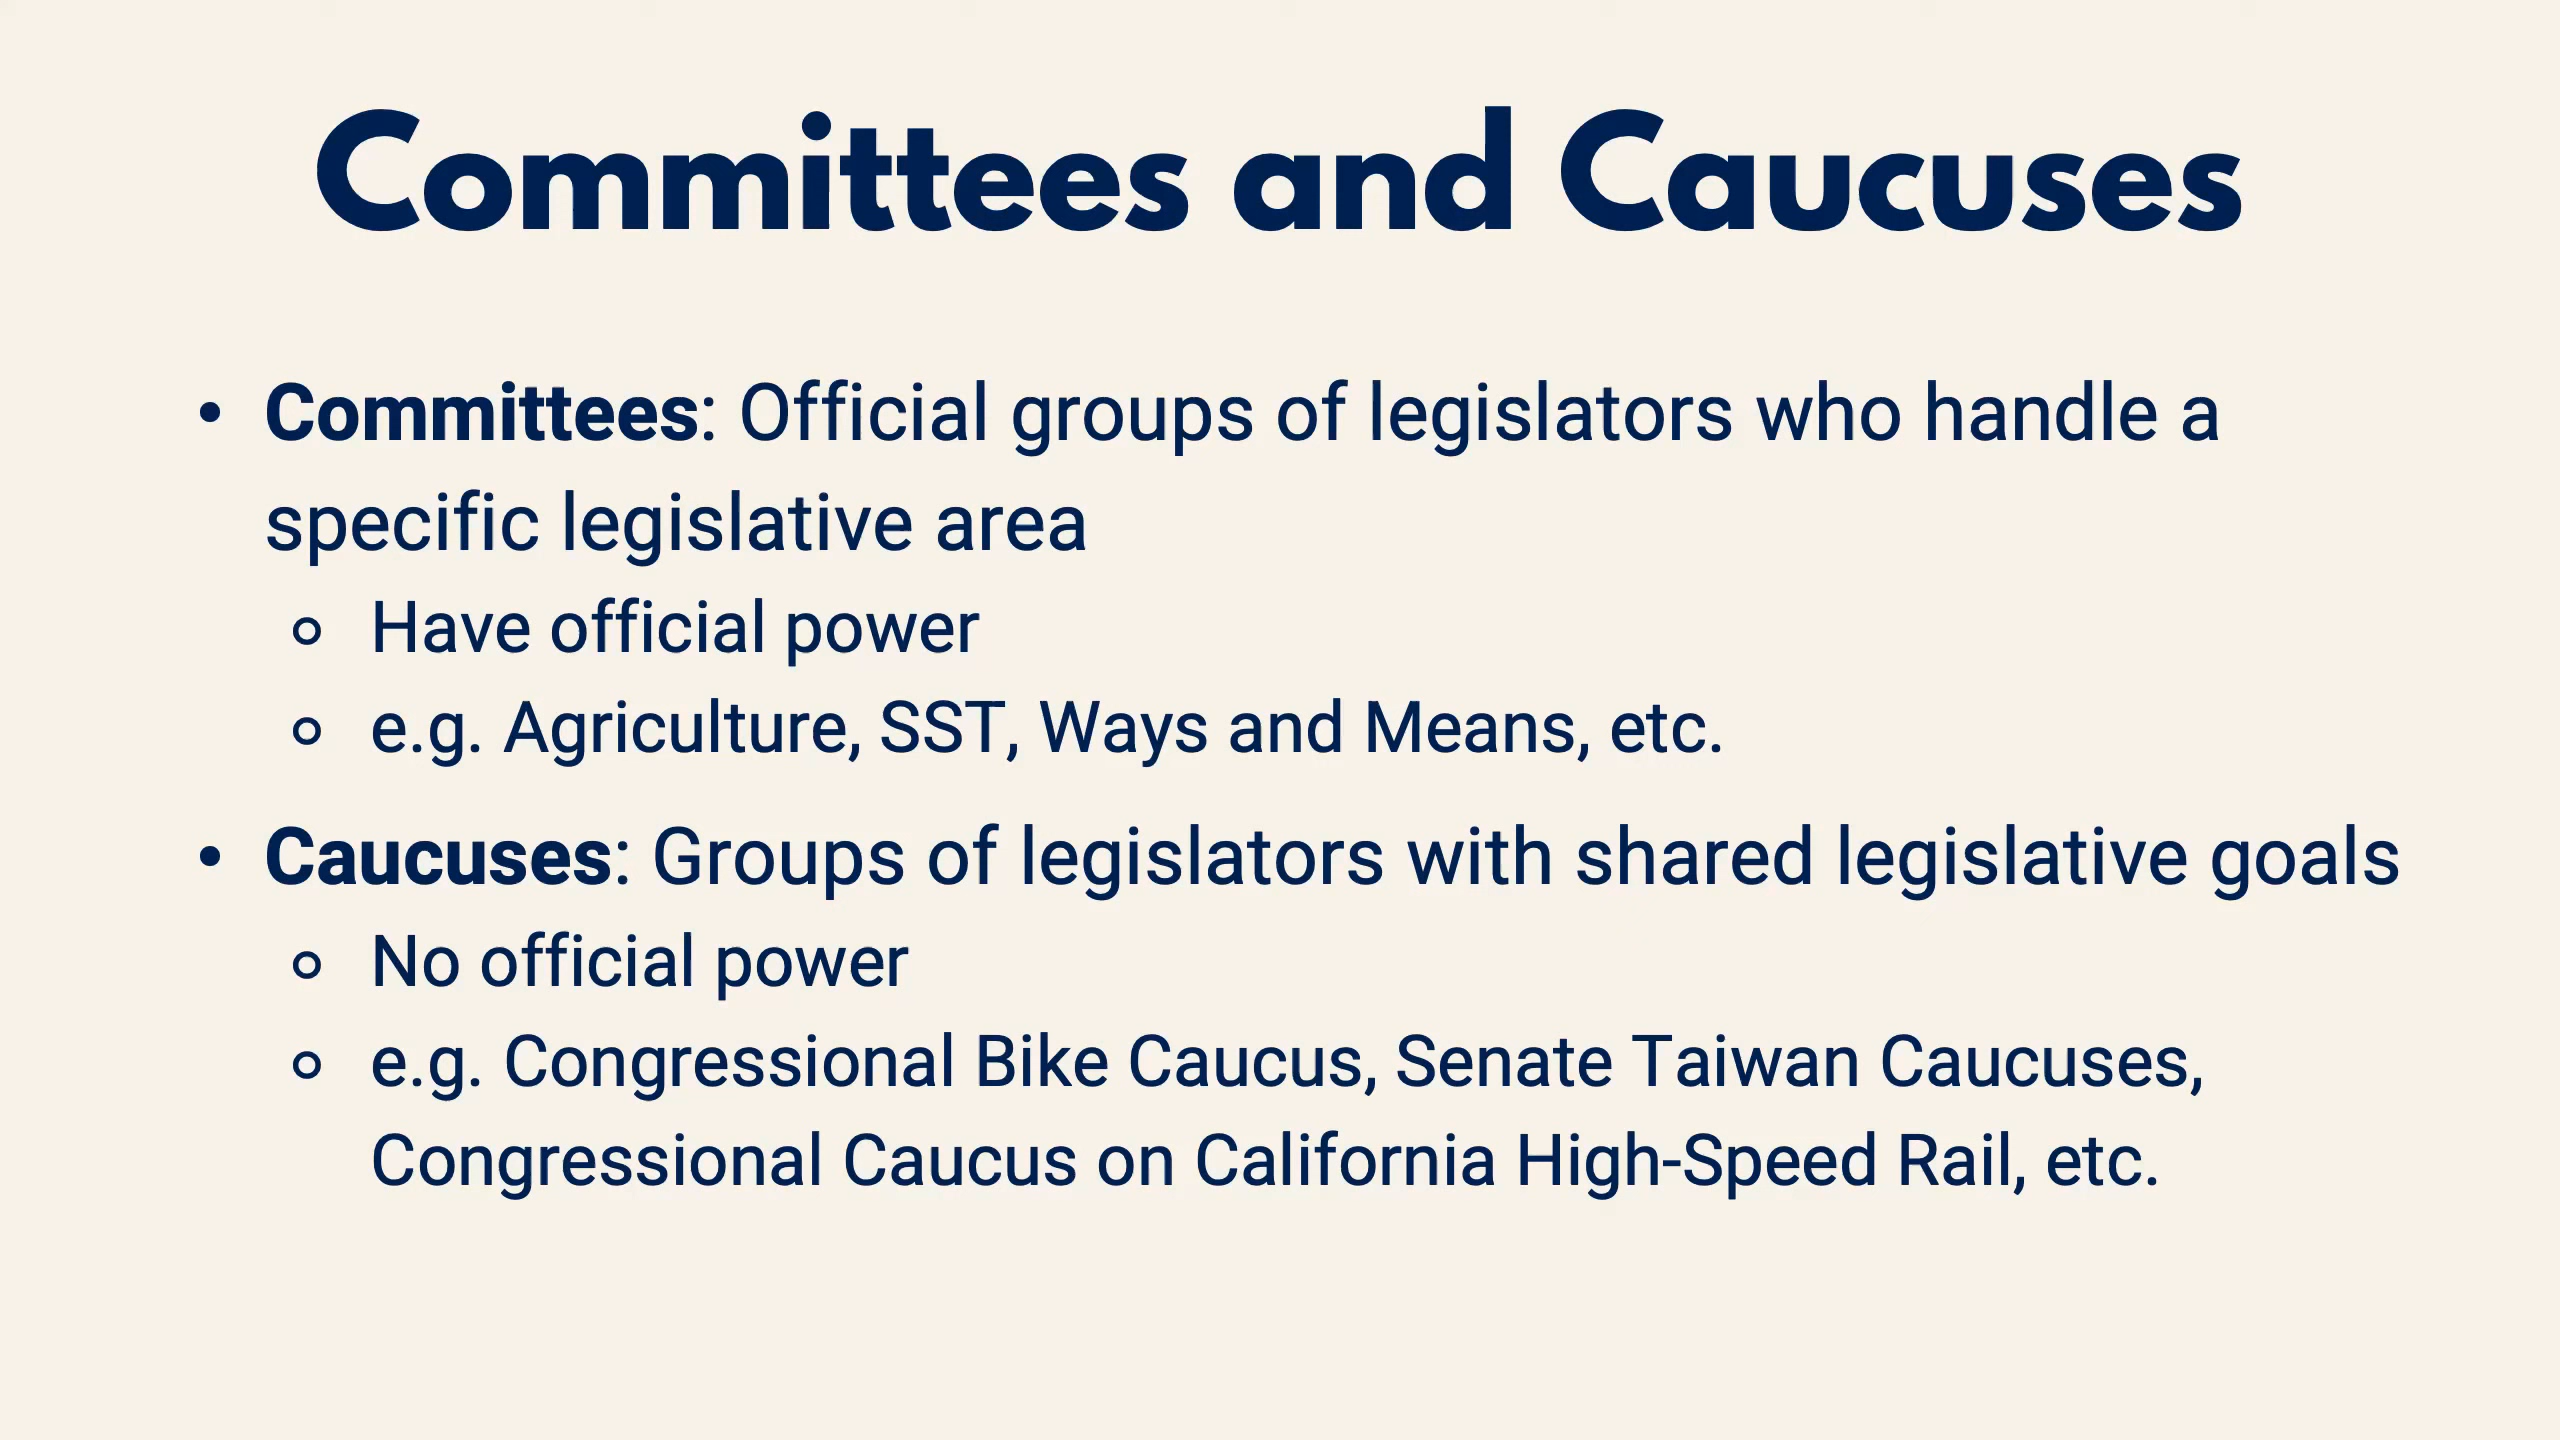 Committees and Caucuses
• Committees: Official groups of legislators who handle a
specific legislative area
○ Have official power
○ e.g. Agriculture, SST, Ways and Means, etc.
• Caucuses: Groups of legislators with shared legislative goals
○ No official power
○ e.g. Congressional Bike Caucus, Senate Taiwan Caucuses,
Congressional Caucus on California High-Speed Rail, etc.